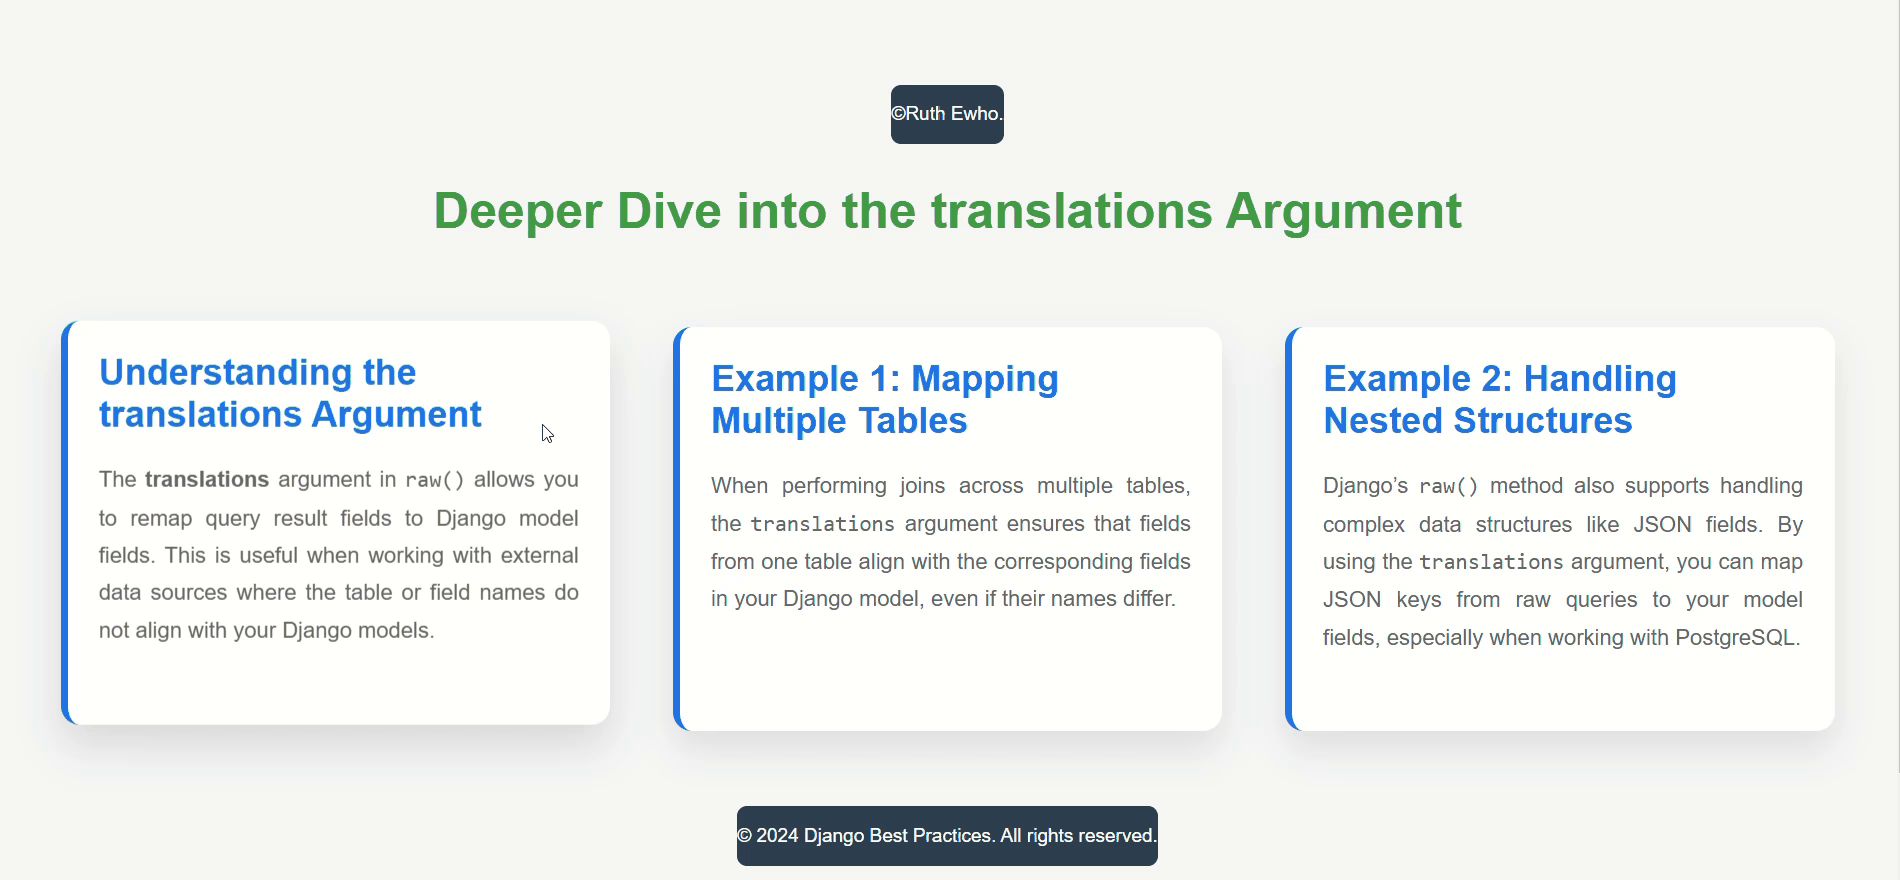 ©Ruth Ewho.
Deeper Dive into the translations Argument
Understanding the
translations Argument
The translations argument in raw() allows you
to remap query result fields to Django model
fields. This is useful when working with external
data sources where the table or field names do
not align with your Django models.
Example 1: Mapping
Multiple Tables
When performing joins across multiple tables,
the translations argument ensures that fields
from one table align with the corresponding fields
in your Django model, even if their names differ.
Example 2: Handling
Nested Structures
Django’s raw() method also supports handling
complex data structures like JSON fields. By
using the translations argument, you can map
JSON keys from raw queries to your model
fields, especially when working with PostgreSQL.
© 2024 Django Best Practices. All rights reserved.